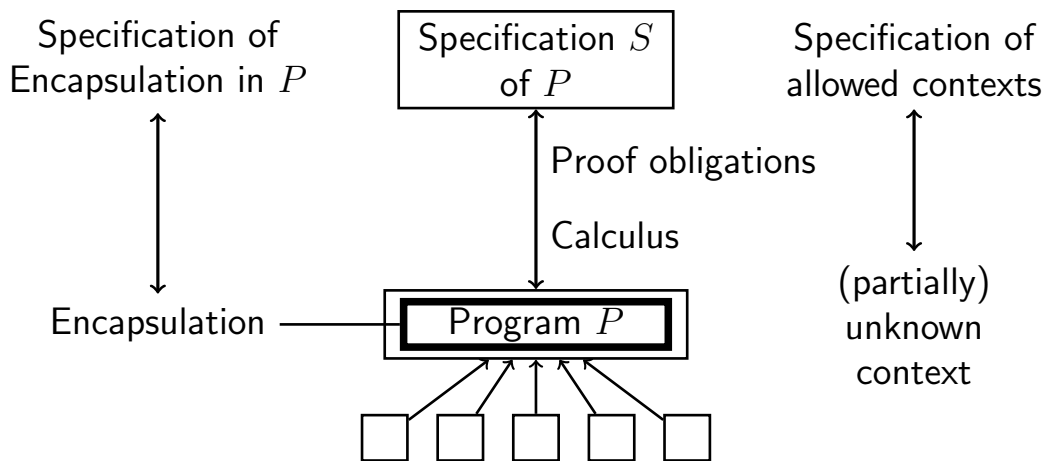 Specification of
Encapsulation in P
Specification S
of P
Specification of
allowed contexts
Proof obligations
Calculus
Encapsulation
Program P
(partially)
unknown
context